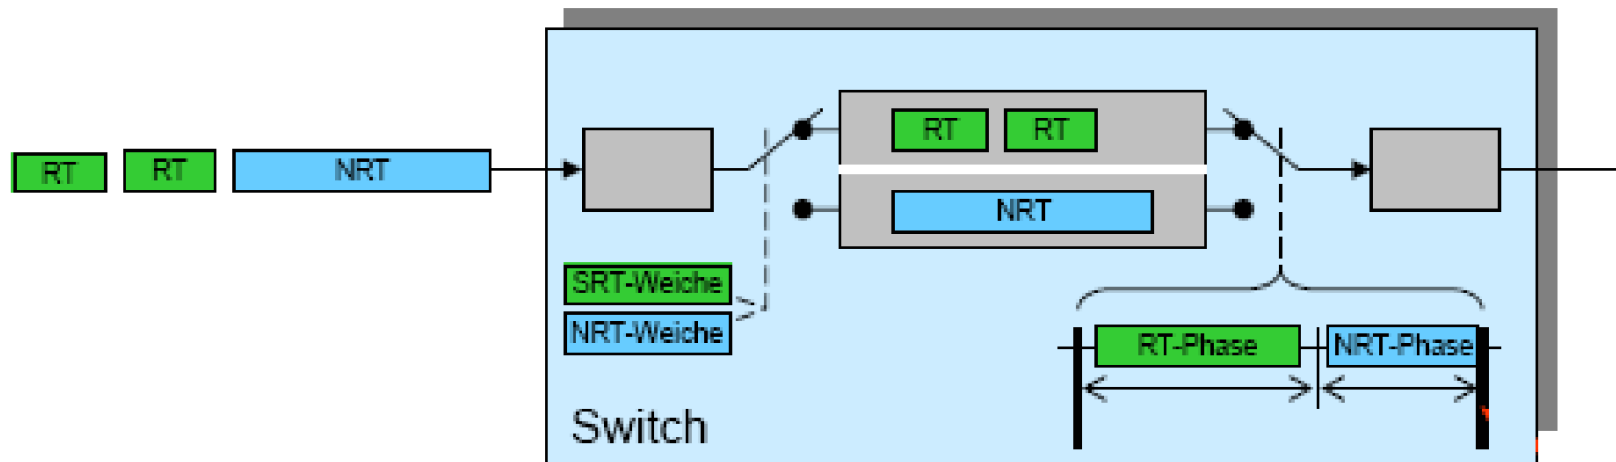 RT RT NRT
RT RT
NRT
SRT-Weiche
NRT-Weiche
RT-Phase NRT-Phase
Switch